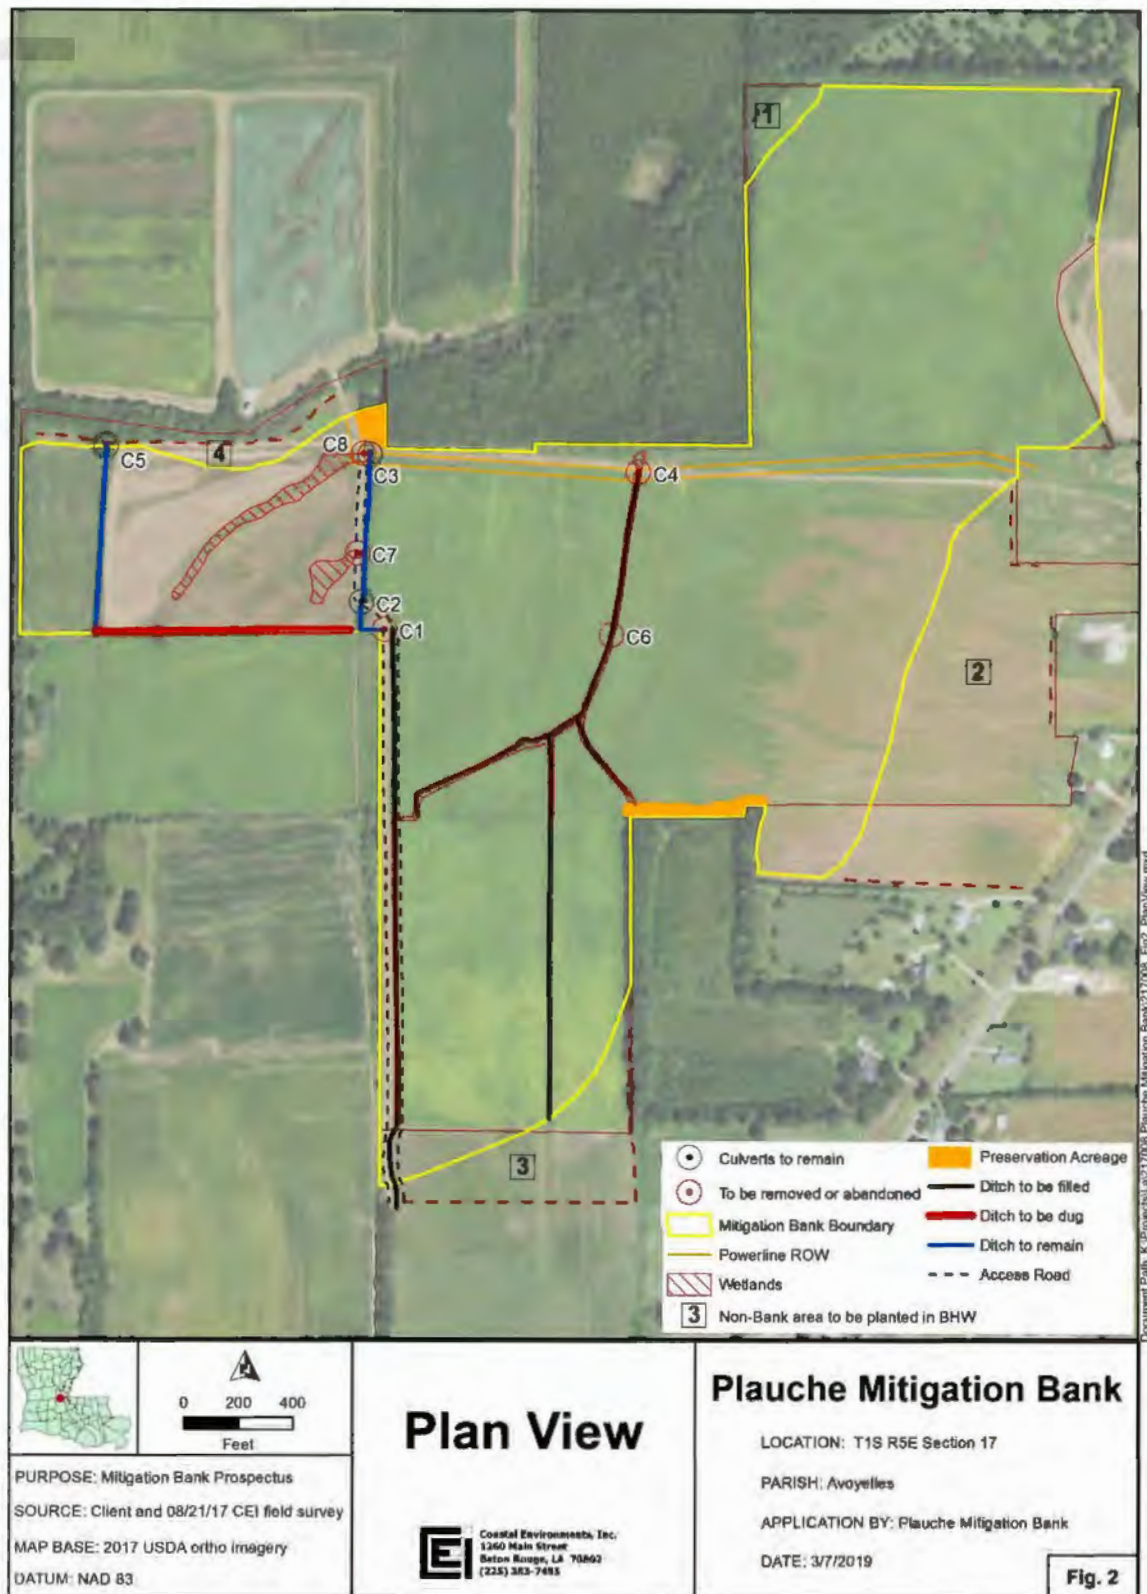 1
4
C5
C8
C3
C4
C7
C2
C1
C6
2
3
Culverts to remain
To be removed or abandoned
Mitigation Bank Boundary
Powerline ROW
Wetlands
3 Non-Bank area to be planted in BHW
Preservation Acreage
Ditch to be filled
Ditch to be dug
Ditch to remain
Access Road
0 200 400
Feet
PURPOSE: Mitigation Bank Prospectus
SOURCE: Client and 08/21/17 CEI field survey
MAP BASE: 2017 USDA ortho imagery
DATUM: NAD 83
Plan View
Coastal Environments, Inc.
1260 Main Street
Baton Rouge, LA 70802
(225) 383-7455
Plauche Mitigation Bank
LOCATION: T1S R5E Section 17
PARISH: Avoyelles
APPLICATION BY: Plauche Mitigation Bank
DATE: 3/7/2019
Fig. 2